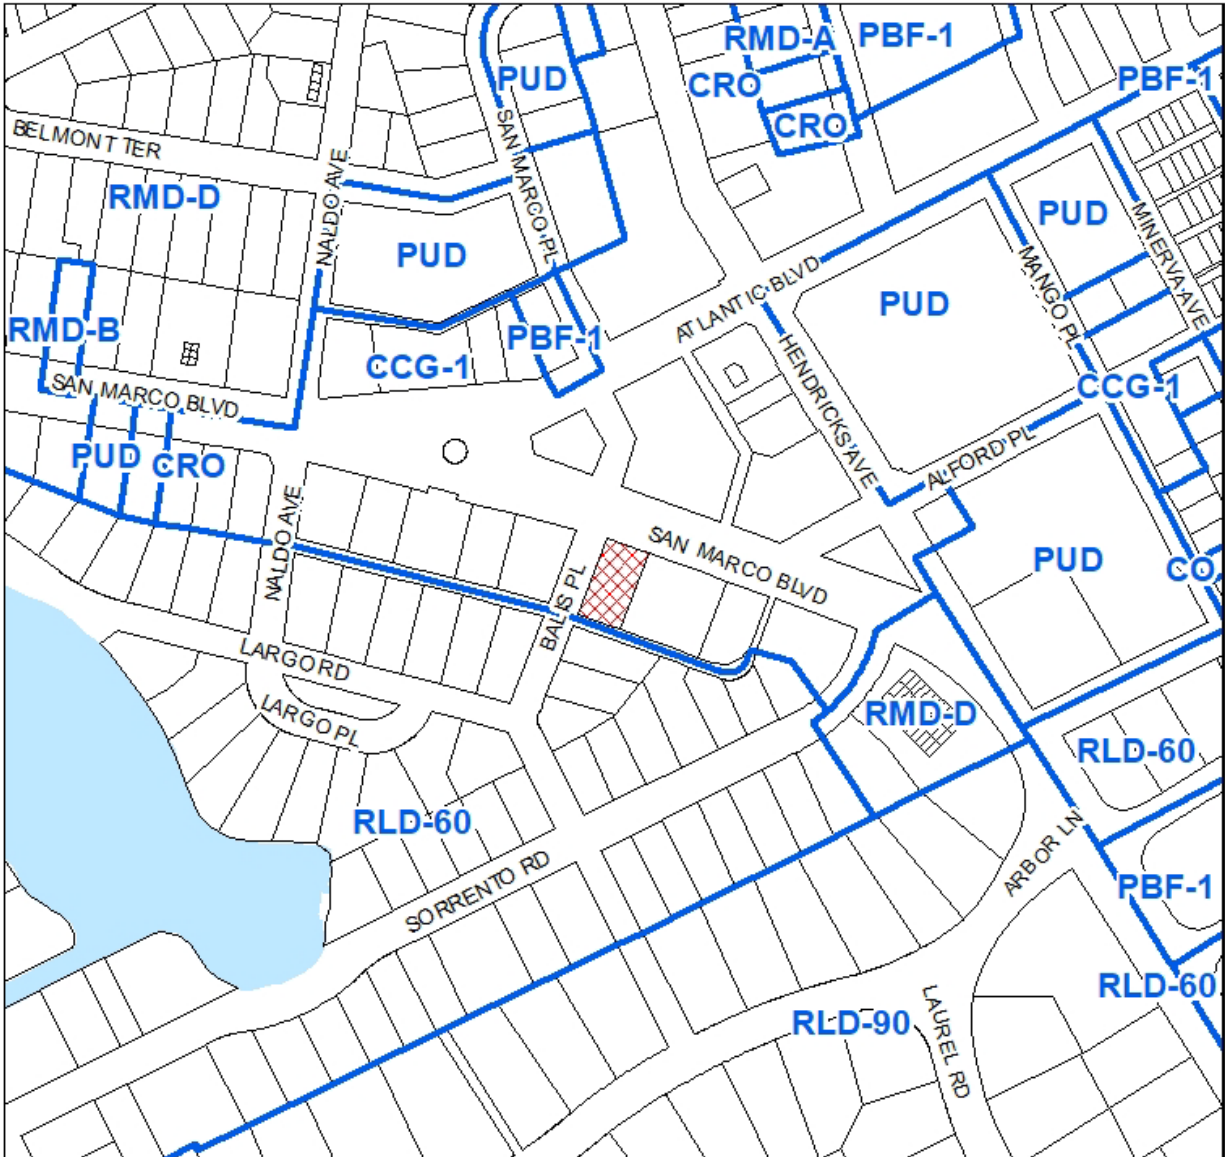 RMD-A
PBF-1
PUD
CRO
PBF-1
CRO
BELMONT TER
SAN MARCO PL
NALDO AVE
RMD-D
PUD
MINERVA AVE
PUD
MANGO PL
ATLANTIC BLVD
PUD
RMD-B
PBF-1
CCG-1
HENDRICKS AVE
CCG-1
SAN MARCO BLVD
PUD
CRO
ALFORD PL
NALDO AVE
SAN MARCO BLVD
PUD
CO
BALIS PL
LARGO RD
LARGO PL
RMD-D
RLD-60
RLD-60
ARBOR LN
SORRENTO RD
PBF-1
RLD-60
RLD-90
LAUREL RD